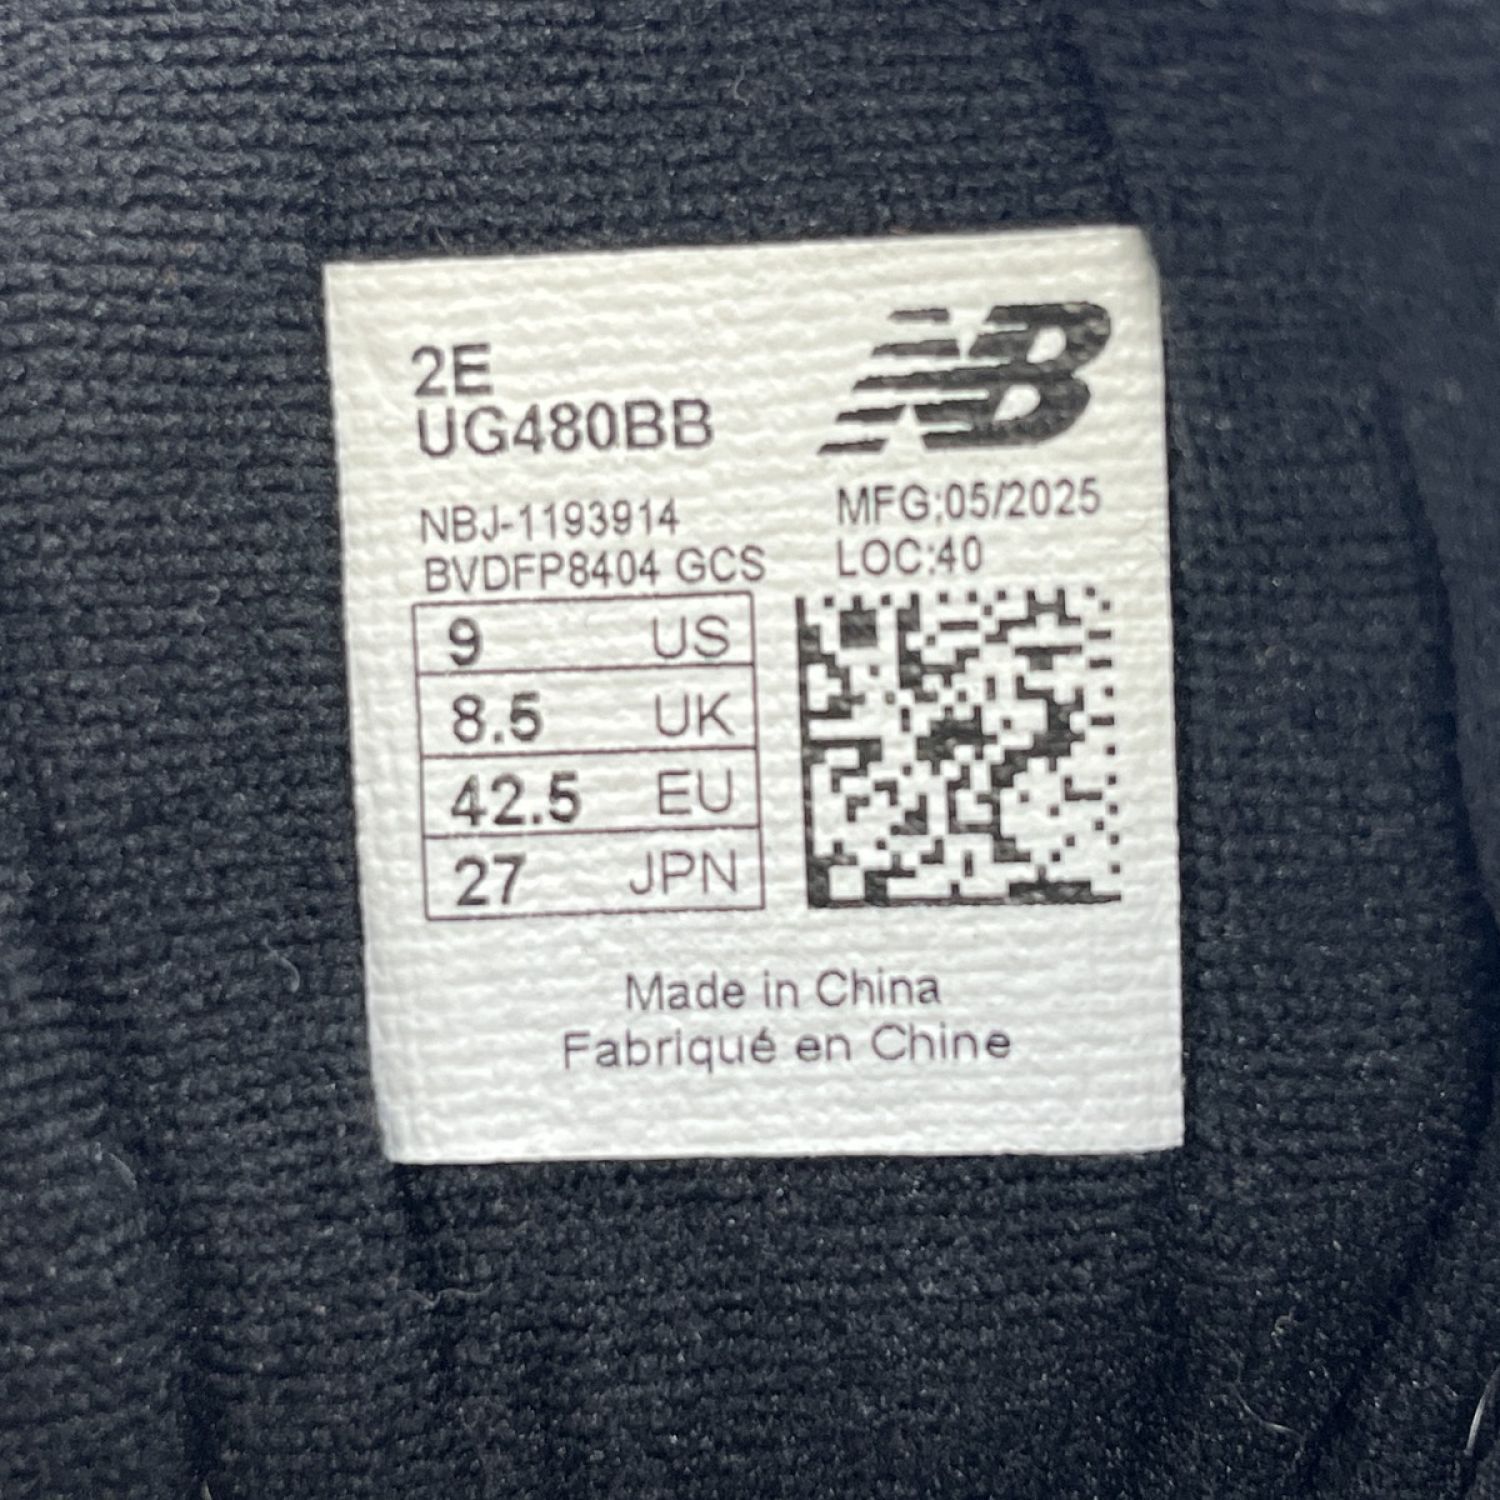 2E
UG480BB
NB
NBJ-1193914
BVDFP8404 GCS
MFG:05/2025
LOC:40
9 US
8.5 UK
42.5 EU
27 JPN
Made in China
Fabriqué en Chine